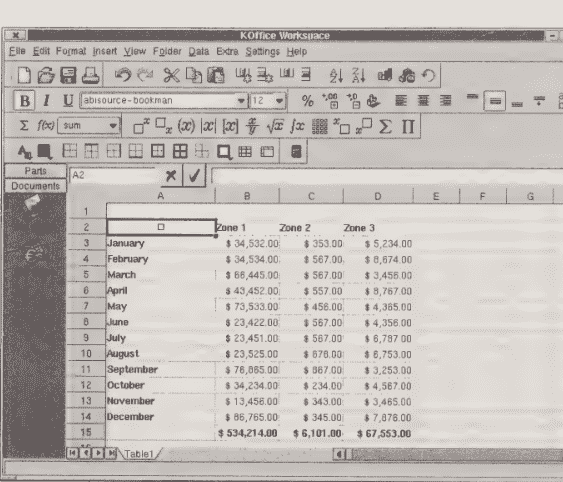 KOffice Workspace
File Edit Format Insert View Folder Data Extra Settings Help
B I U abisource-bookman 12 %
Σ f(x) sum
Parts A2
Documents
A B C D E F G
1
2 Zone 1 Zone 2 Zone 3
3 January $ 34,532.00 $ 353.00 $ 5,234.00
4 February $ 34,534.00 $ 567.00 $ 8,674.00
5 March $ 66,445.00 $ 567.00 $ 3,456.00
6 April $ 43,452.00 $ 557.00 $ 8,767.00
7 May $ 73,533.00 $ 456.00 $ 4,365.00
8 June $ 23,422.00 $ 567.00 $ 4,356.00
9 July $ 23,451.00 $ 567.00 $ 6,787.00
10 August $ 23,525.00 $ 678.00 $ 6,753.00
11 September $ 76,865.00 $ 867.00 $ 3,253.00
12 October $ 34,234.00 $ 234.00 $ 4,567.00
13 November $ 13,456.00 $ 343.00 $ 3,465.00
14 December $ 86,765.00 $ 345.00 $ 7,876.00
15 $ 534,214.00 $ 6,101.00 $ 67,553.00
Table1